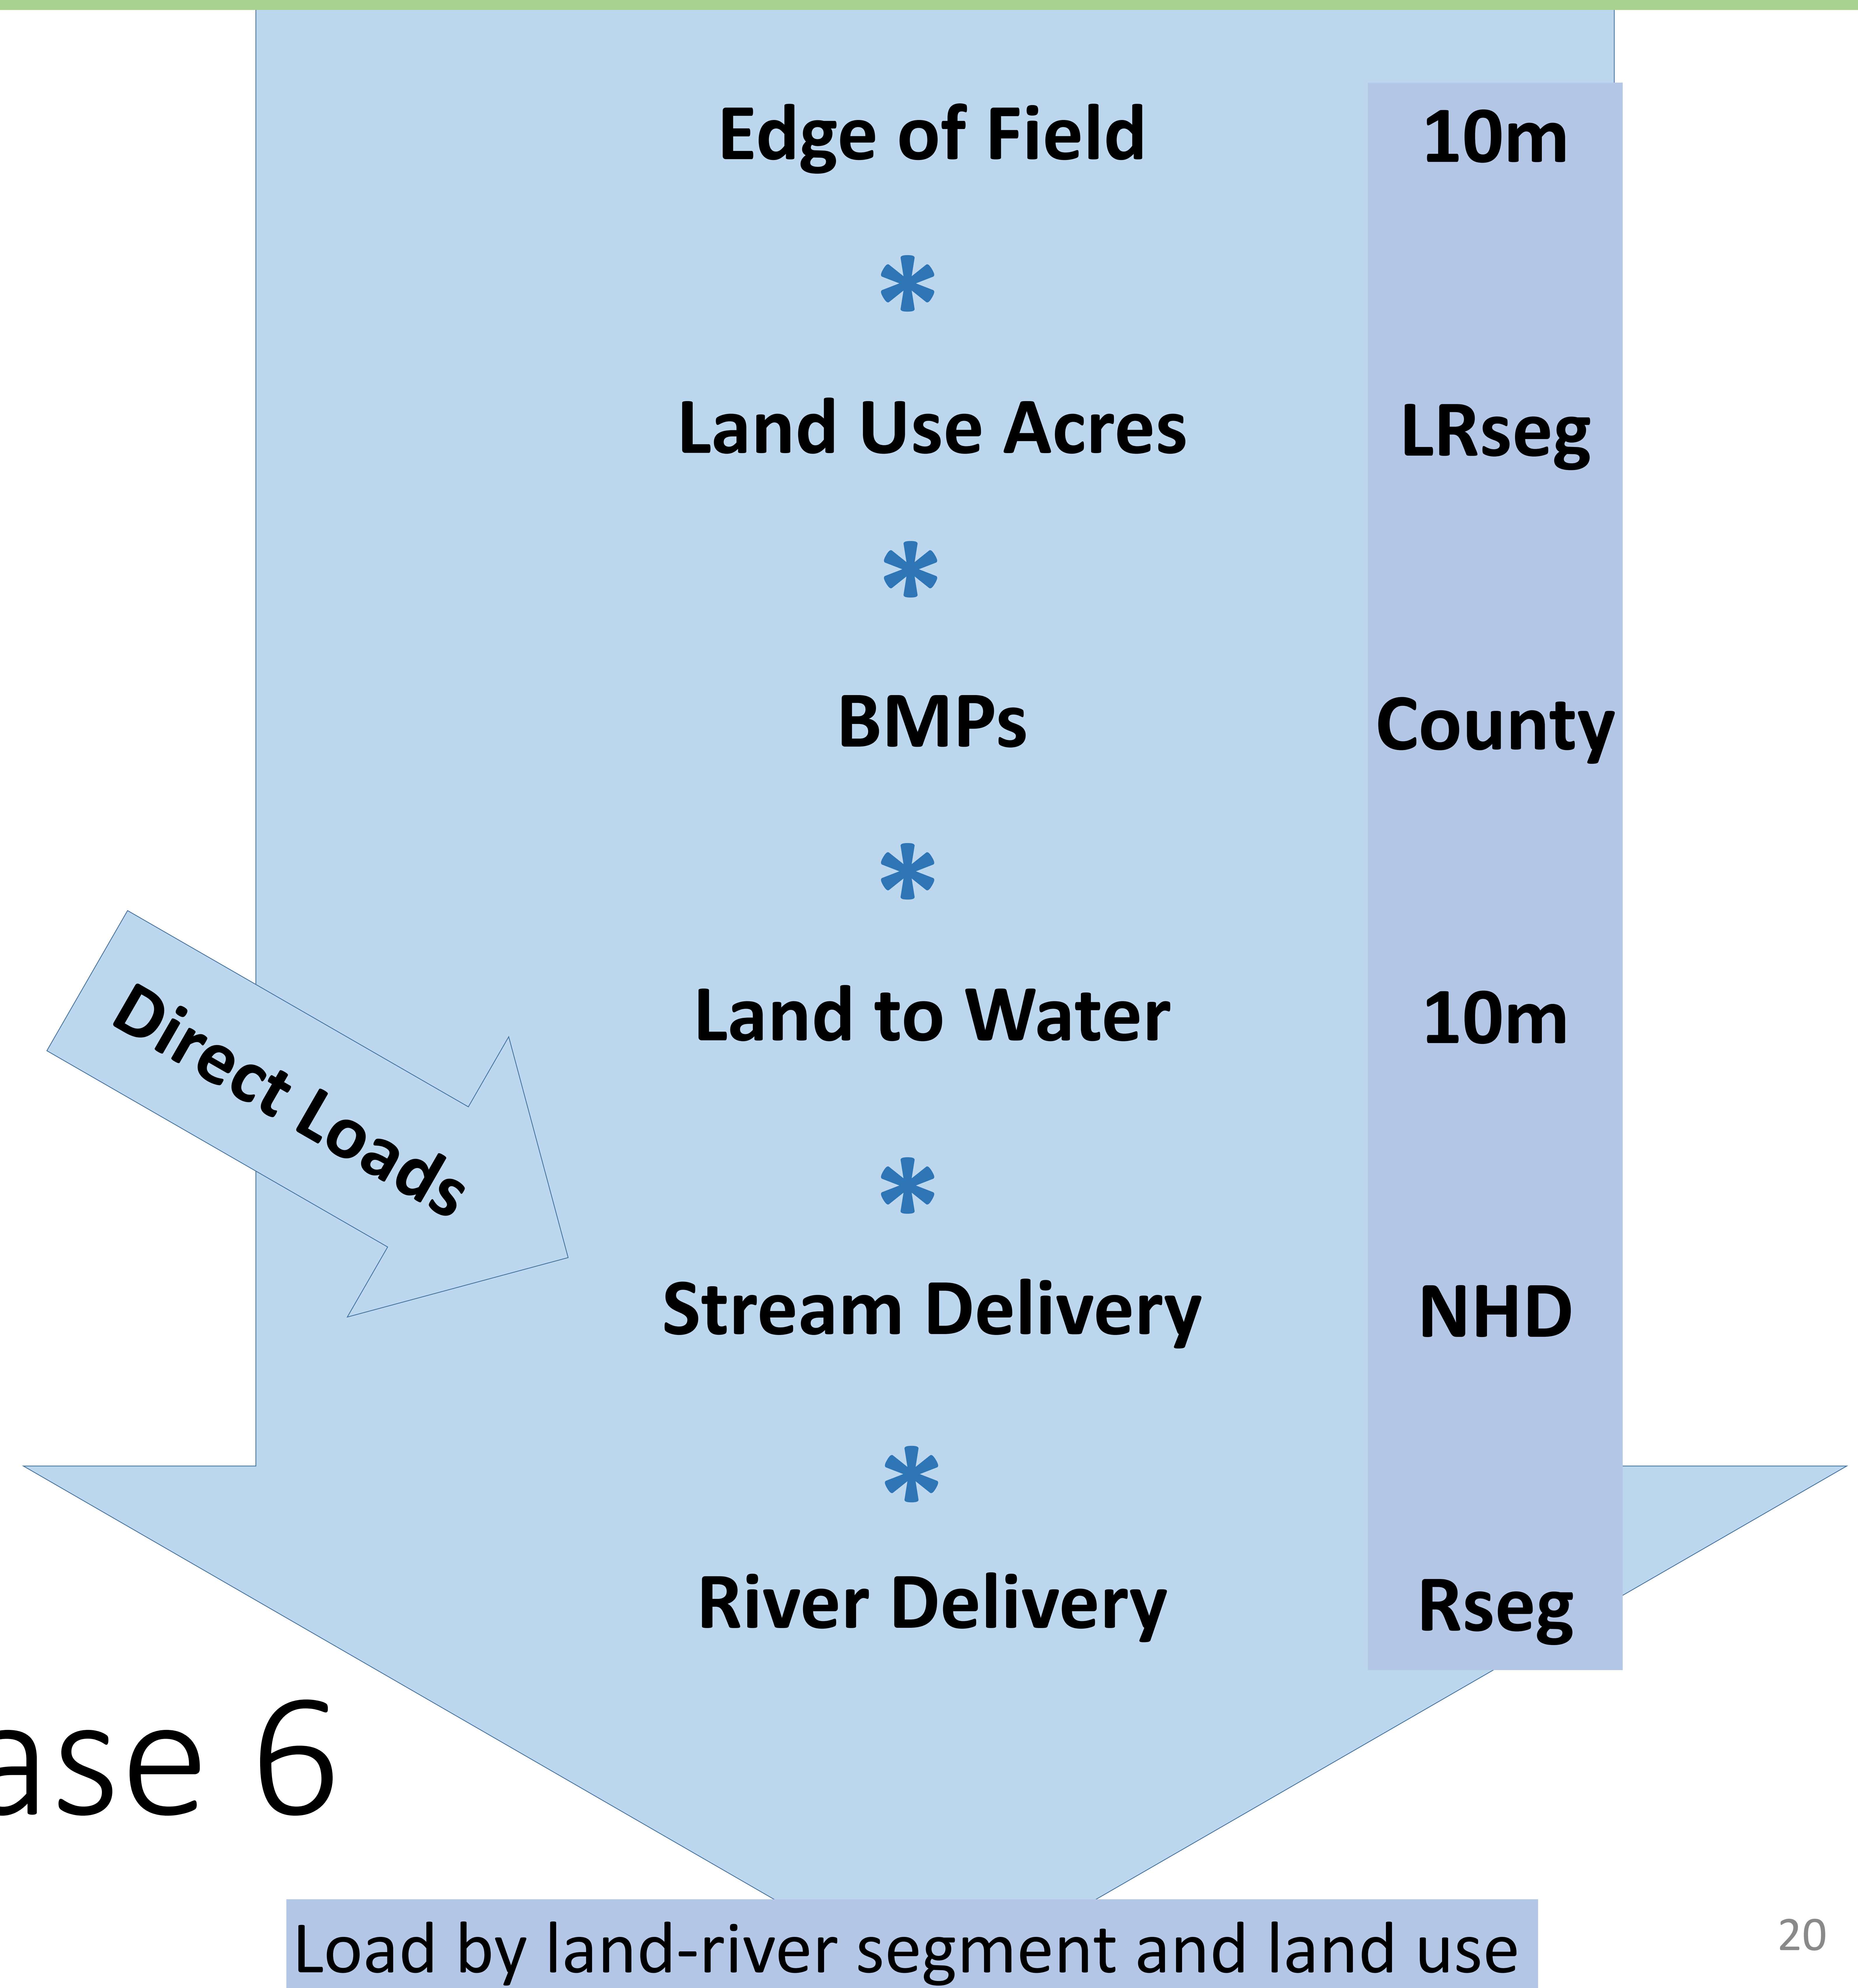 Edge of Field 10m
*
Land Use Acres LRseg
*
BMPs County
*
Land to Water 10m
Direct Loads
*
Stream Delivery NHD
*
River Delivery Rseg
ase 6
Load by land-river segment and land use
20